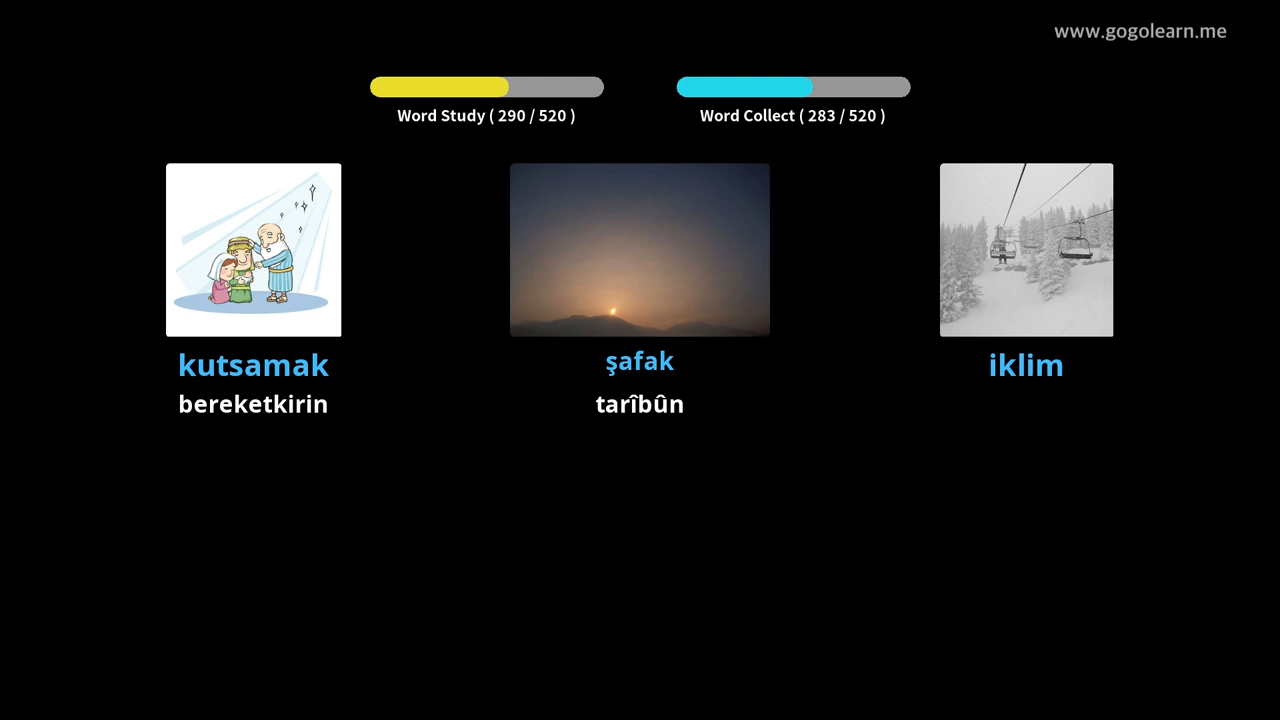 www.gogolearn.me
Word Study ( 290 / 520 )
Word Collect ( 283 / 520 )
kutsamak
bereketkirin
şafak
tarîbûn
iklim